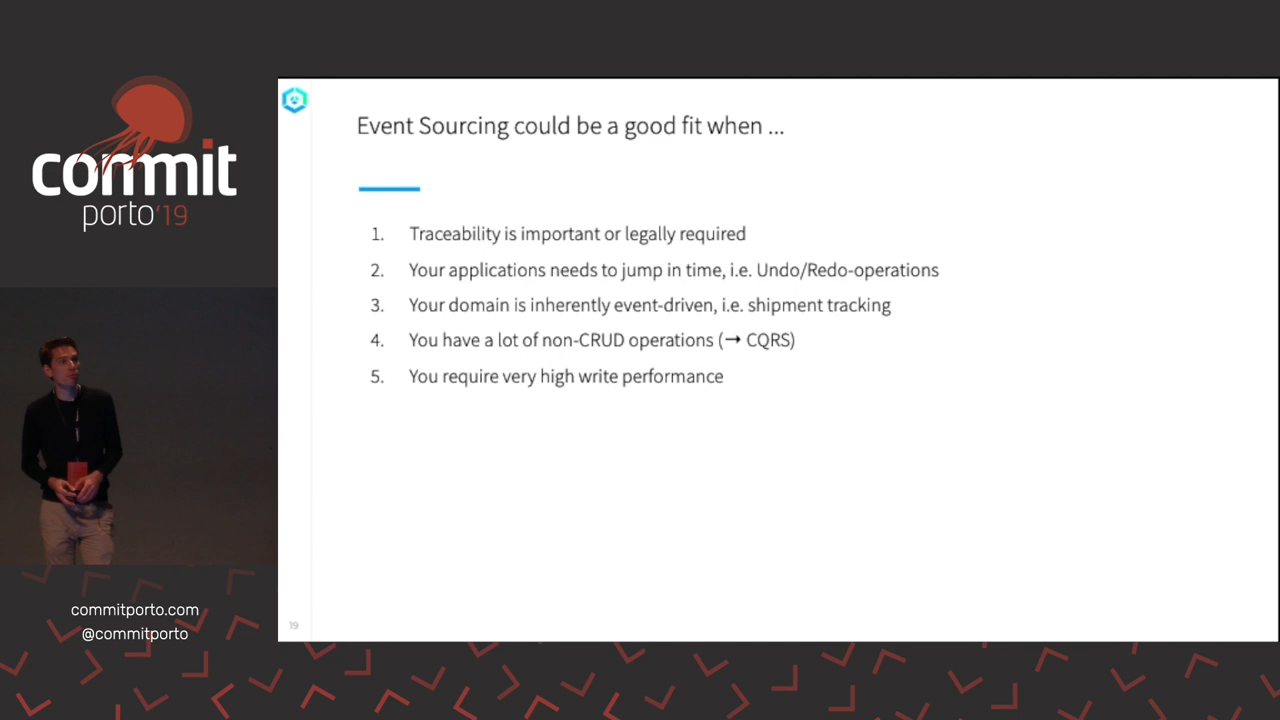 commit
porto'19
Event Sourcing could be a good fit when ...
1. Traceability is important or legally required
2. Your applications needs to jump in time, i.e. Undo/Redo-operations
3. Your domain is inherently event-driven, i.e. shipment tracking
4. You have a lot of non-CRUD operations (→ CQRS)
5. You require very high write performance
19
commitporto.com
@commitporto